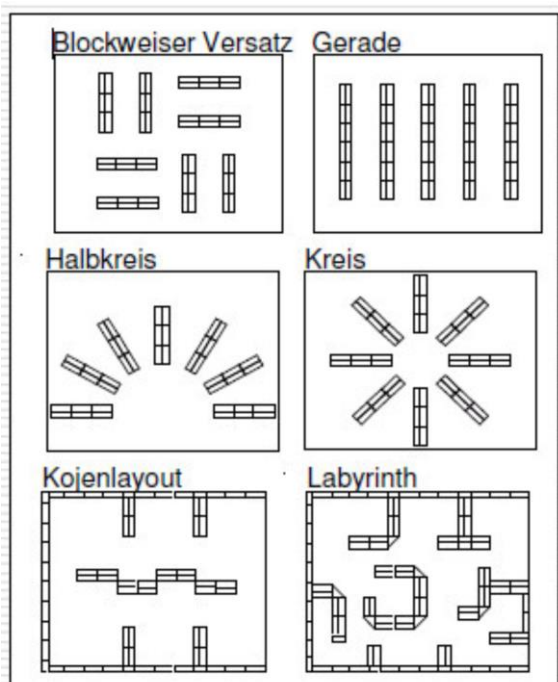 Blockweiser Versatz
Gerade
Halbkreis
Kreis
Kojenlayout
Labyrinth